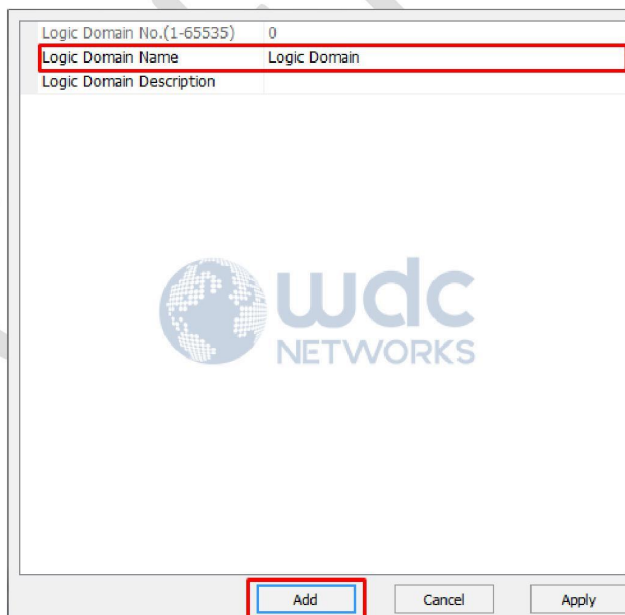 Logic Domain No.(1-65535) 0
Logic Domain Name Logic Domain
Logic Domain Description
wdc
NETWORKS
Add Cancel Apply